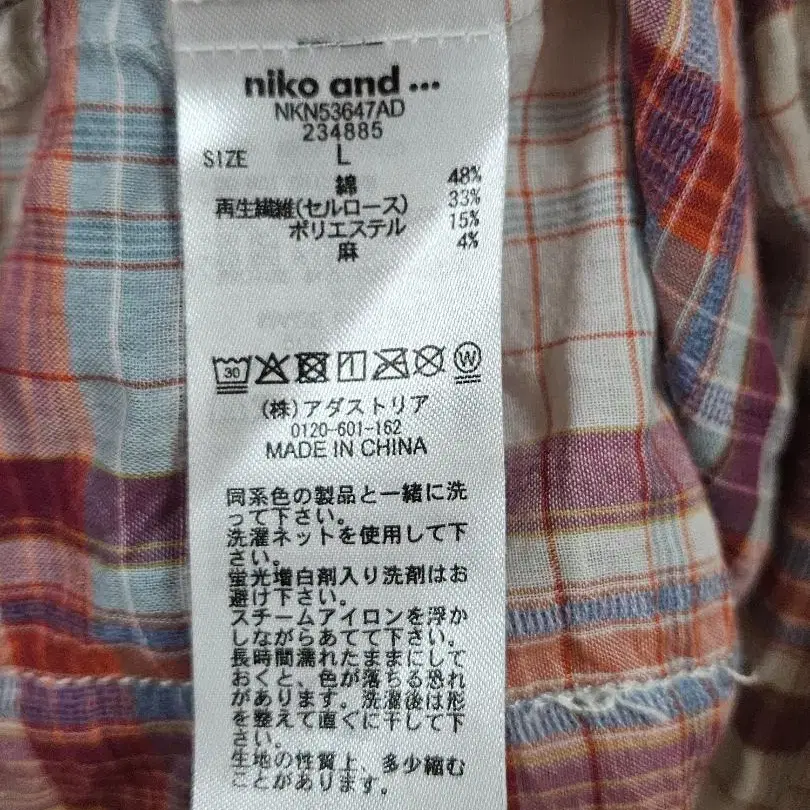 niko and ...
NKN53647AD
234885
SIZE L
綿 48%
再生繊維(セルロース) 33%
ポリエステル 15%
麻 4%
30 W
(株)アダストリア
0120-601-162
MADE IN CHINA
同系色の製品と一緒に洗
って下さい。
洗濯ネットを使用して下
さい。
蛍光増白剤入り洗剤はお
避け下さい。
スチームアイロンを浮か
しながらあてて下さい。
長時間濡れたままにして
おくと、色が落ちる恐れ
があります。洗濯後は形
を整えて直ぐに干して下
さい。
生地の性質上、多少縮む
ことがあります。